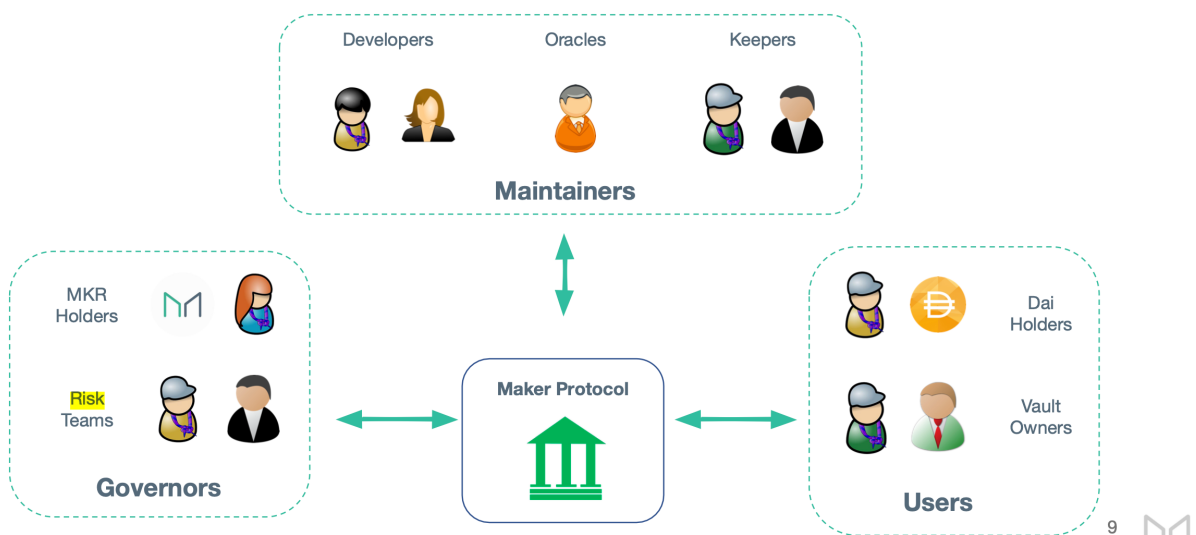 Developers
Oracles
Keepers
Maintainers
MKR
Holders
Risk
Teams
Governors
Maker Protocol
Dai
Holders
Vault
Owners
Users
9